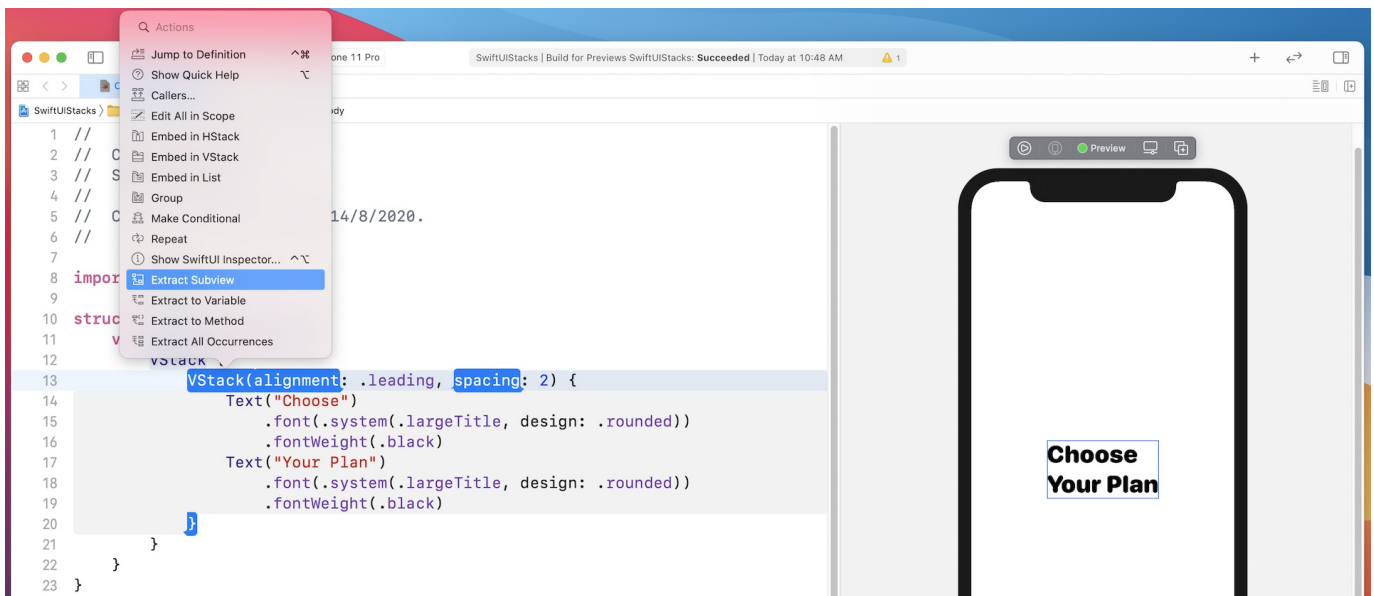 Actions
Jump to Definition ^⌘
Show Quick Help ⌥
Callers...
Edit All in Scope
Embed in HStack
Embed in VStack
Embed in List
Group
Make Conditional
Repeat
Show SwiftUI Inspector... ^⌥
Extract Subview
Extract to Variable
Extract to Method
Extract All Occurrences
one 11 Pro
SwiftUIStacks | Build for Previews SwiftUIStacks: Succeeded | Today at 10:48 AM
1
C
SwiftUIStacks
dy
1 //
2 // C
3 // S
4 //
5 // C 14/8/2020.
6 //
7
8 impor
9
10 struc
11 v
12 VStack {
13 VStack(alignment: .leading, spacing: 2) {
14 Text("Choose")
15 .font(.system(.largeTitle, design: .rounded))
16 .fontWeight(.black)
17 Text("Your Plan")
18 .font(.system(.largeTitle, design: .rounded))
19 .fontWeight(.black)
20 }
21 }
22 }
23 }
Preview
Choose
Your Plan